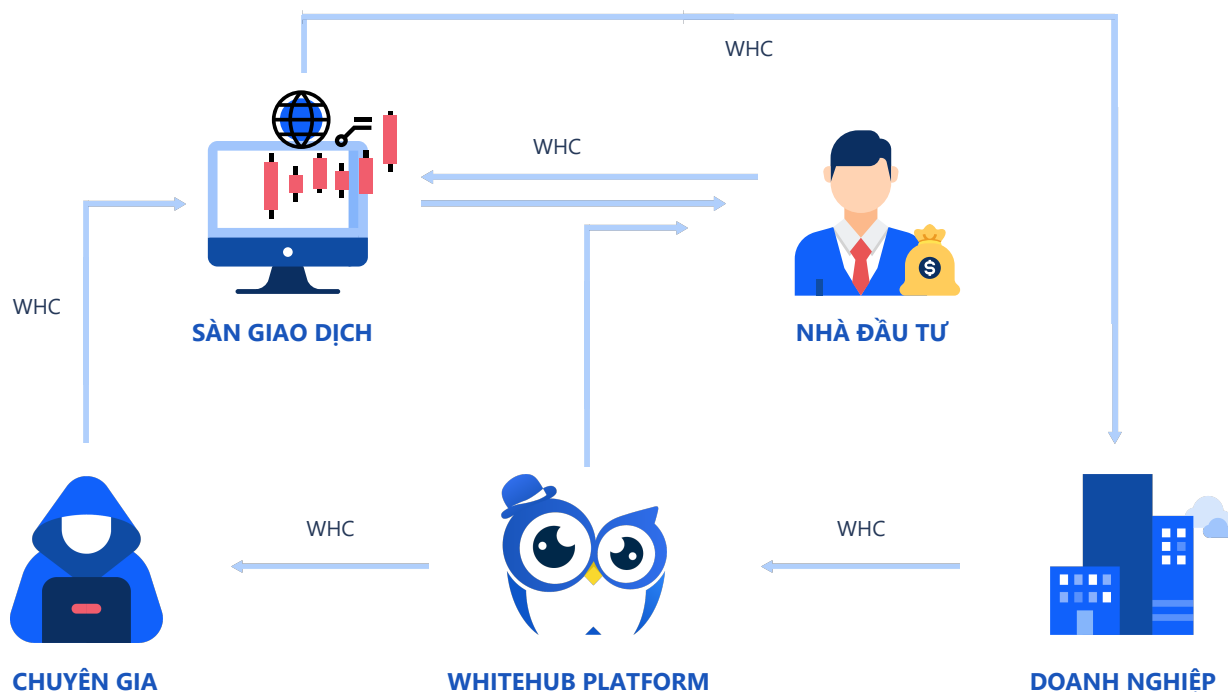 WHC
WHC
WHC
SÀN GIAO DỊCH
NHÀ ĐẦU TƯ
WHC
WHC
CHUYÊN GIA
WHITEHUB PLATFORM
DOANH NGHIỆP